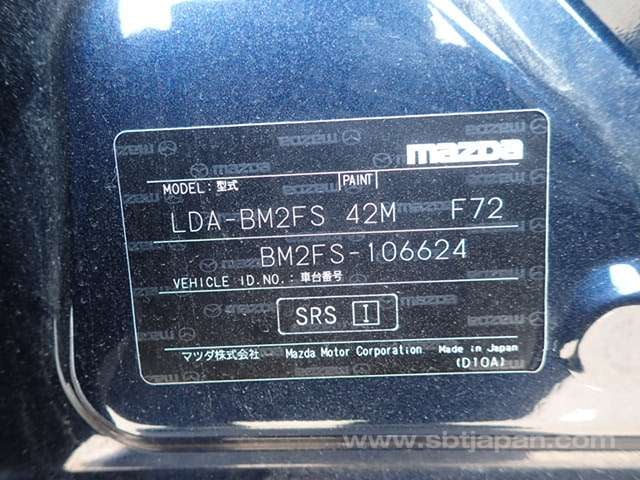 mazda
MODEL: 型式 PAINT
LDA-BM2FS 42M F72
BM2FS-106624
VEHICLE ID.NO.: 車台番号
SRS I
マツダ株式会社 Mazda Motor Corporation Made in Japan
(D10A)
www.sbtjapan.com